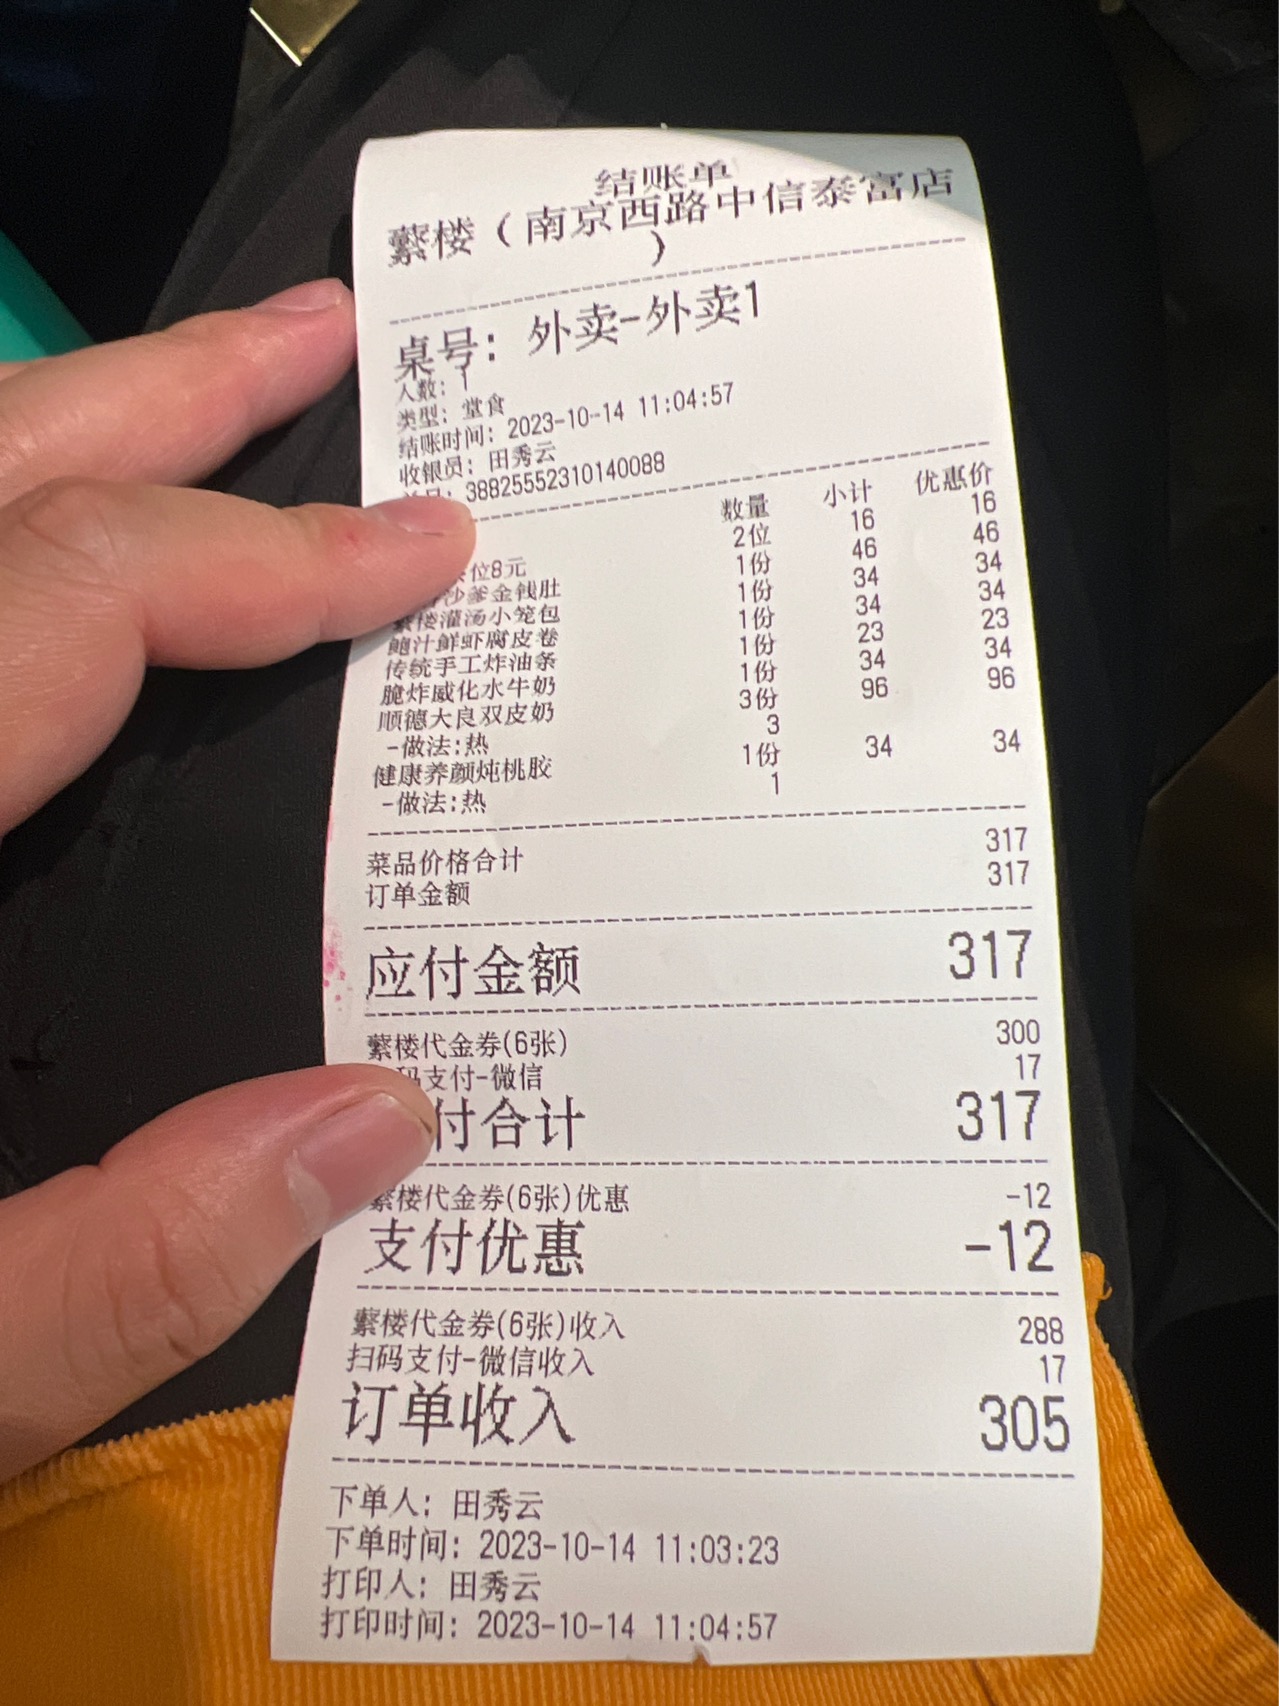 结账单
蘩楼（南京西路中信泰富店
）
桌号： 外卖-外卖1
人数： 1
类型： 堂食
结账时间： 2023-10-14 11:04:57
收银员： 田秀云
单号： 38825552310140088
数量 小计 优惠价
位8元 2位 16 16
沙爹金钱肚 1份 46 46
蘩楼灌汤小笼包 1份 34 34
鲍汁鲜虾腐皮卷 1份 34 34
传统手工炸油条 1份 23 23
脆炸威化水牛奶 1份 34 34
顺德大良双皮奶 3份 96 96
-做法:热 3
健康养颜炖桃胶 1份 34 34
-做法:热 1
菜品价格合计 317
订单金额 317
应付金额 317
蘩楼代金券(6张) 300
码支付-微信 17
付合计 317
蘩楼代金券(6张)优惠 -12
支付优惠 -12
蘩楼代金券(6张)收入 288
扫码支付-微信收入 17
订单收入 305
下单人： 田秀云
下单时间： 2023-10-14 11:03:23
打印人： 田秀云
打印时间： 2023-10-14 11:04:57